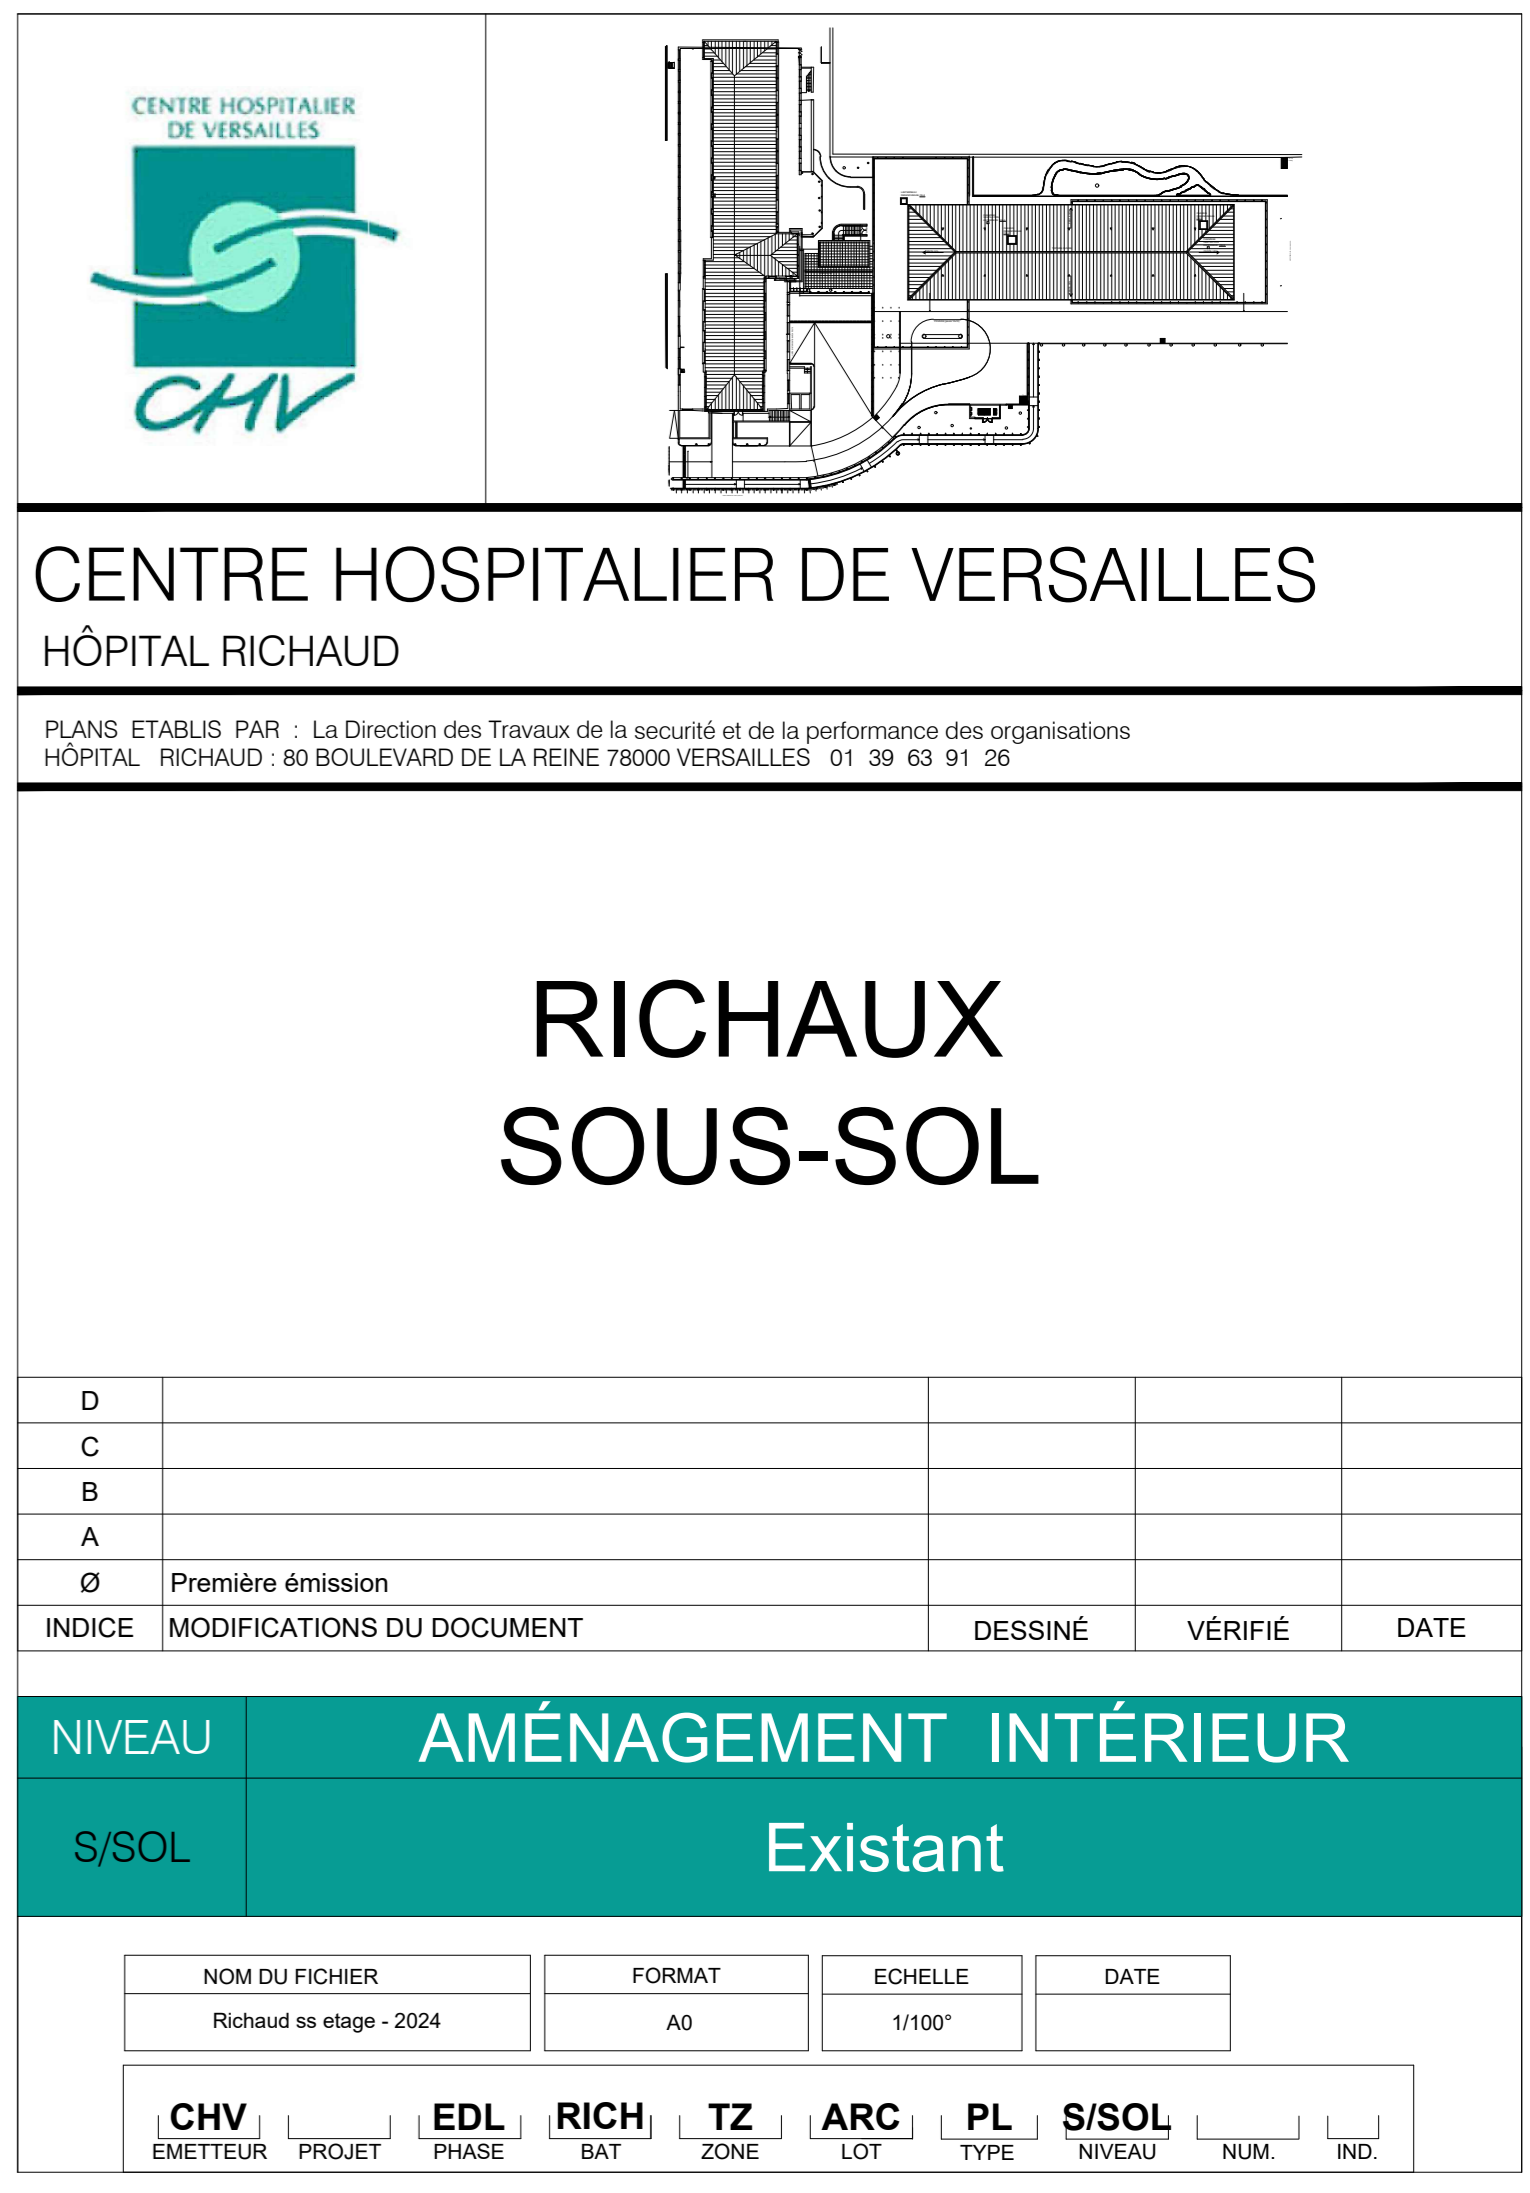 CENTRE HOSPITALIER
DE VERSAILLES
CHV
CENTRE HOSPITALIER DE VERSAILLES
HÔPITAL RICHAUD
PLANS ETABLIS PAR : La Direction des Travaux de la securité et de la performance des organisations
HÔPITAL RICHAUD : 80 BOULEVARD DE LA REINE 78000 VERSAILLES 01 39 63 91 26
RICHAUX
SOUS-SOL
D
C
B
A
Ø Première émission
INDICE MODIFICATIONS DU DOCUMENT DESSINÉ VÉRIFIÉ DATE
NIVEAU AMÉNAGEMENT INTÉRIEUR
S/SOL Existant
NOM DU FICHIER FORMAT ECHELLE DATE
Richaud ss etage - 2024 A0 1/100°
CHV EDL RICH TZ ARC PL S/SOL
EMETTEUR PROJET PHASE BAT ZONE LOT TYPE NIVEAU NUM. IND.